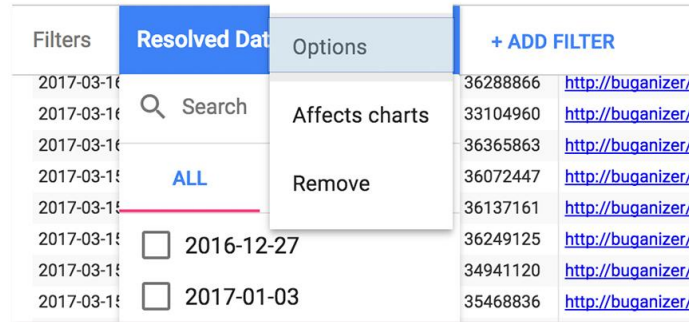 Filters
Resolved Dat
Options
+ ADD FILTER
2017-03-16 36288866 http://buganizer/
2017-03-16 Search 33104960 http://buganizer/
Affects charts
2017-03-16 36365863 http://buganizer/
2017-03-15 ALL Remove 36072447 http://buganizer/
2017-03-15 36137161 http://buganizer/
2017-03-15 2016-12-27 36249125 http://buganizer/
2017-03-15 34941120 http://buganizer/
2017-03-15 2017-01-03 35468836 http://buganizer/